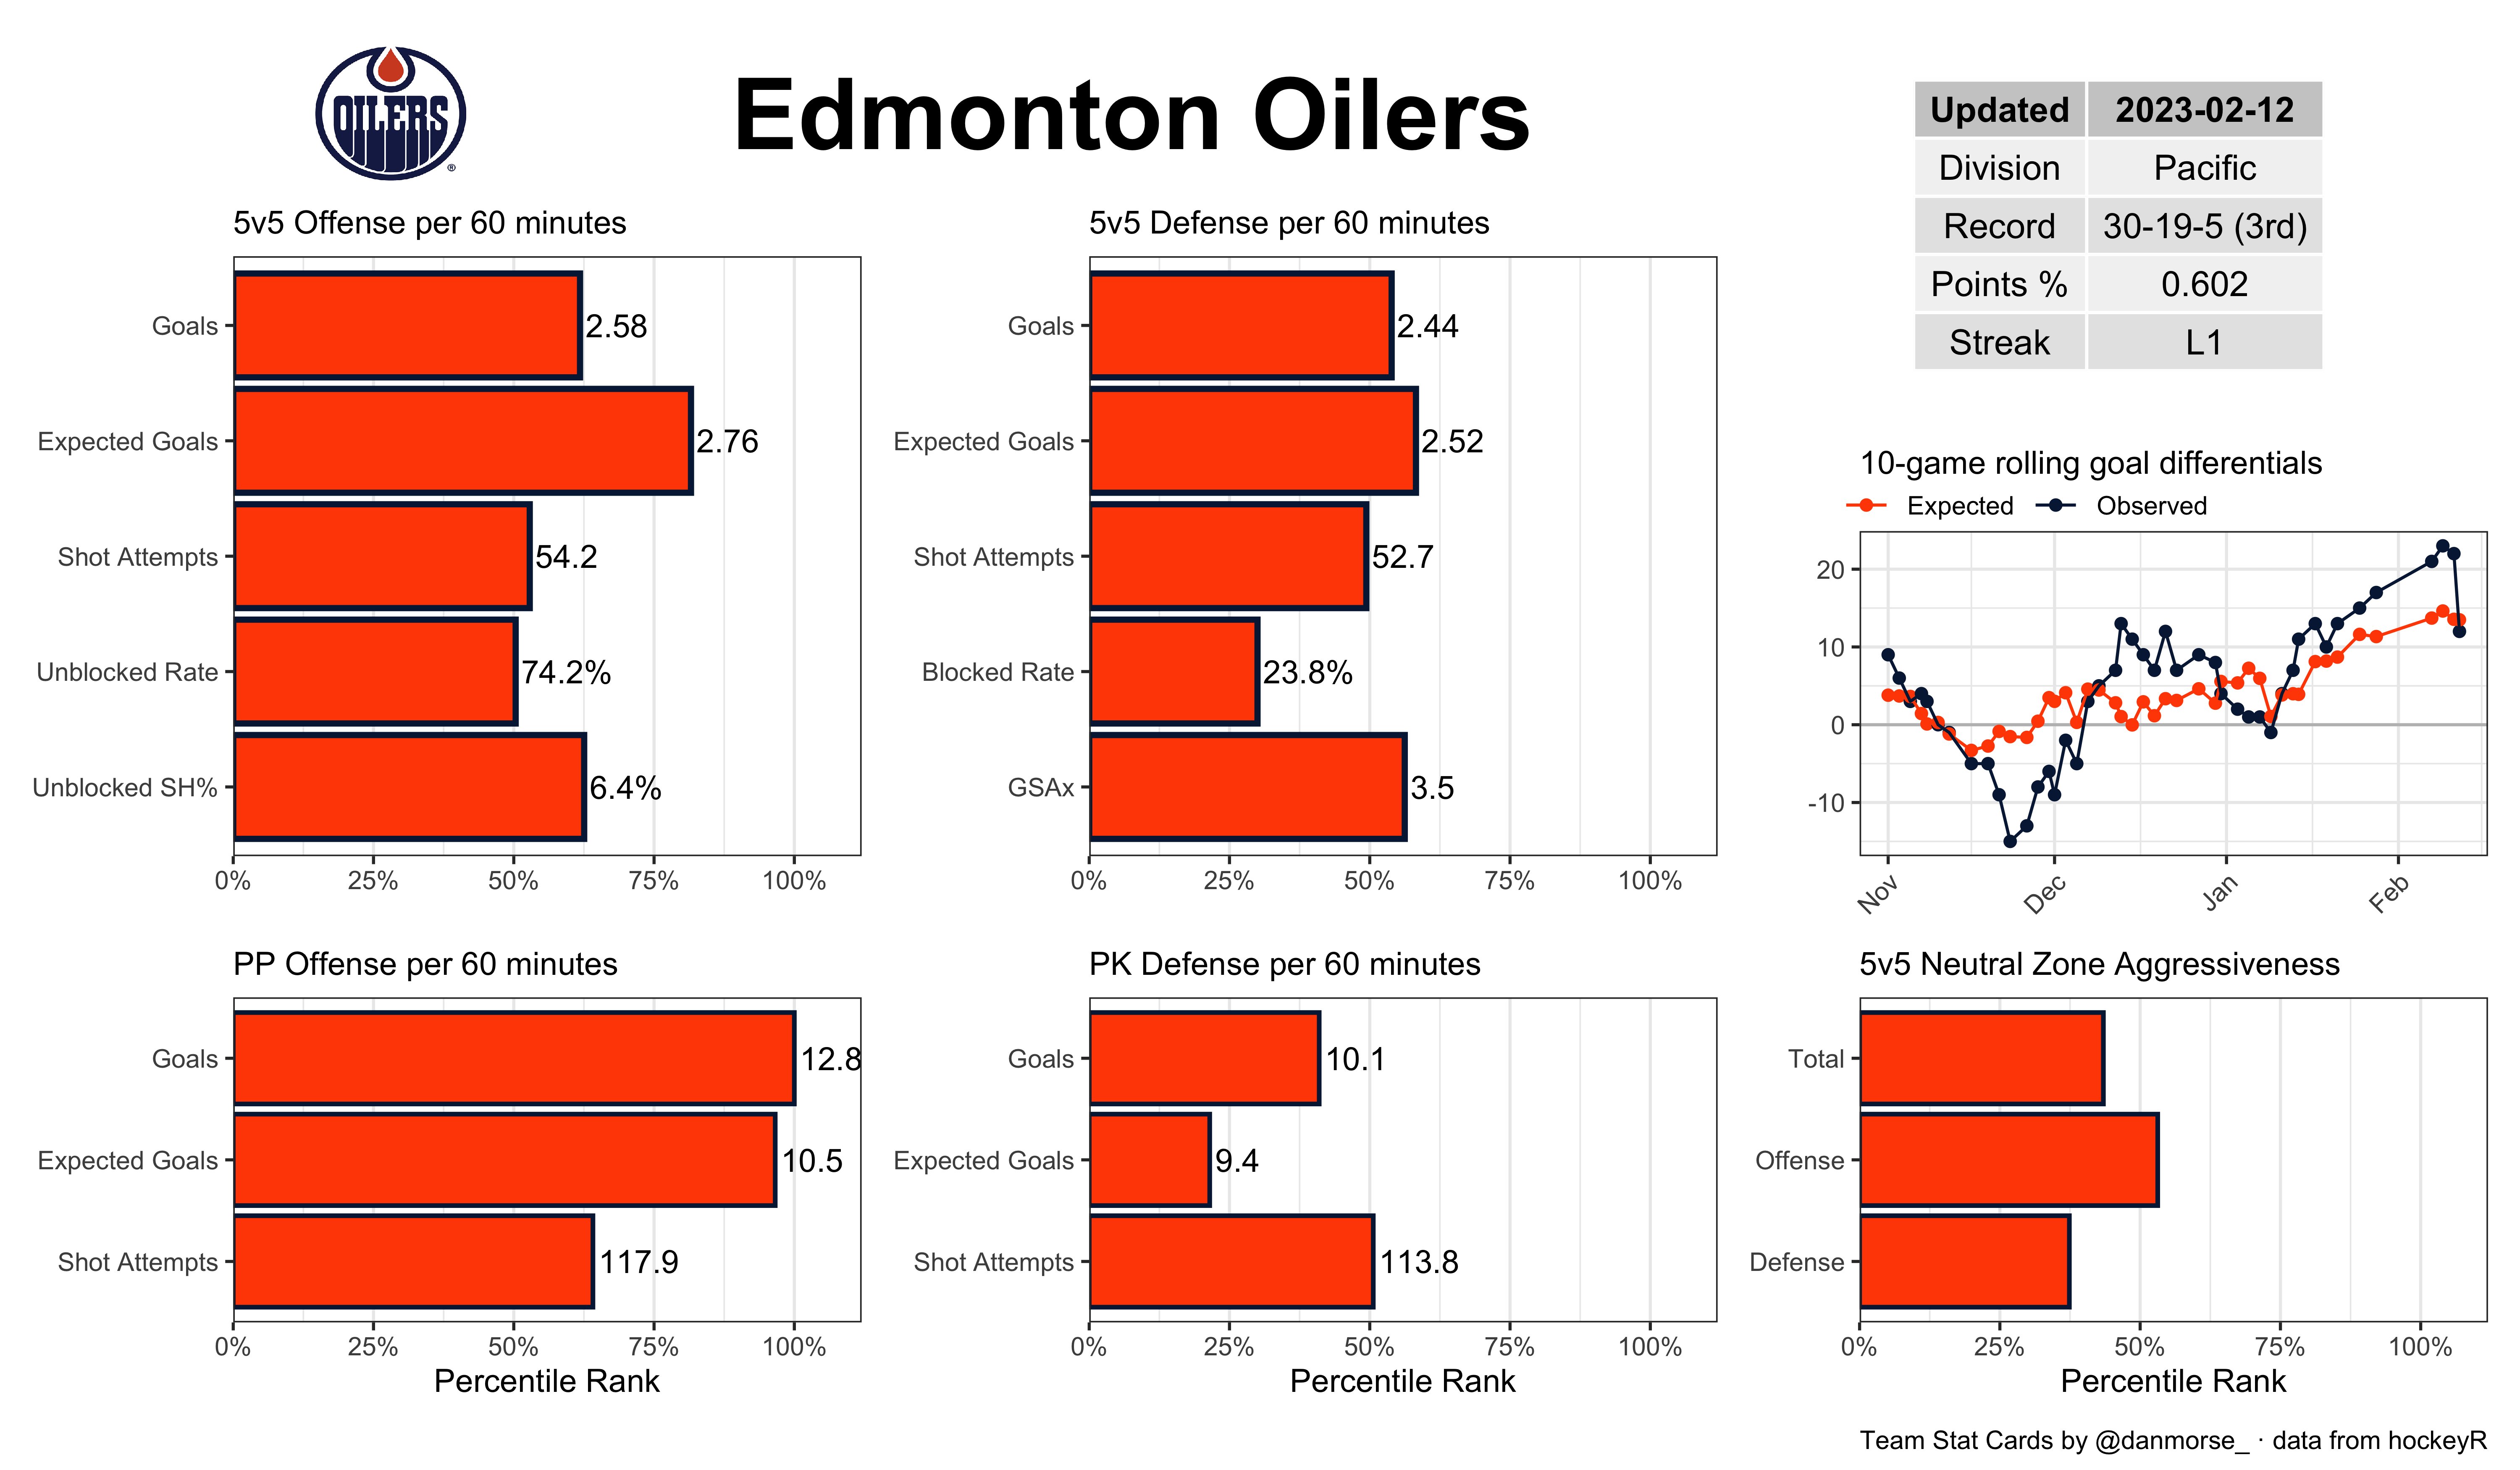 OILERS
®
Edmonton Oilers
Updated 2023-02-12
Division Pacific
Record 30-19-5 (3rd)
Points % 0.602
Streak L1
5v5 Offense per 60 minutes
Goals 2.58
Expected Goals 2.76
Shot Attempts 54.2
Unblocked Rate 74.2%
Unblocked SH% 6.4%
0% 25% 50% 75% 100%
5v5 Defense per 60 minutes
Goals 2.44
Expected Goals 2.52
Shot Attempts 52.7
Blocked Rate 23.8%
GSAx 3.5
0% 25% 50% 75% 100%
10-game rolling goal differentials
Expected Observed
20
10
0
-10
Nov Dec Jan Feb
PP Offense per 60 minutes
Goals 12.8
Expected Goals 10.5
Shot Attempts 117.9
0% 25% 50% 75% 100%
Percentile Rank
PK Defense per 60 minutes
Goals 10.1
Expected Goals 9.4
Shot Attempts 113.8
0% 25% 50% 75% 100%
Percentile Rank
5v5 Neutral Zone Aggressiveness
Total
Offense
Defense
0% 25% 50% 75% 100%
Percentile Rank
Team Stat Cards by @danmorse_ · data from hockeyR